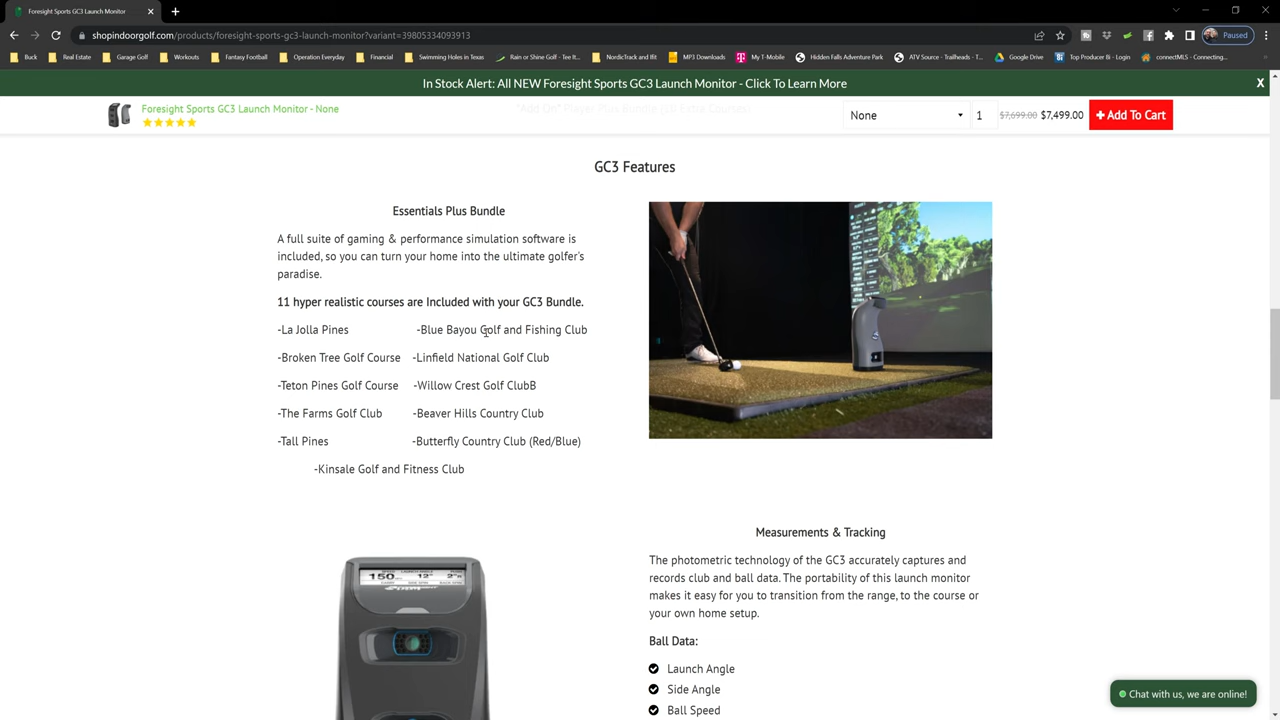 Foresight Sports GC3 Launch Monitor
shopindoorgolf.com/products/foresight-sports-gc3-launch-monitor?variant=39805334093913
Paused
Buck
Real Estate
Garage Golf
Workouts
Fantasy Football
Operation Everyday
Financial
Swimming Holes in...
Rain or Shine Golf - Tee R...
NordicTrack and Ifit
MP3 Downloads
My T-Mobile
Hidden Falls Adventure Park
ATV Source - Trailheads - T...
Google Drive
Top Producer 8i - Login
connectMLS - Connecting...
In Stock Alert: All NEW Foresight Sports GC3 Launch Monitor - Click To Learn More
X
Foresight Sports GC3 Launch Monitor - None
*Add On* Player Plus Bundle
None
1
$7,699.00 $7,499.00
+ Add To Cart
GC3 Features
Essentials Plus Bundle
A full suite of gaming & performance simulation software is
included, so you can turn your home into the ultimate golfer's
paradise.
11 hyper realistic courses are Included with your GC3 Bundle.
-La Jolla Pines -Blue Bayou Golf and Fishing Club
-Broken Tree Golf Course -Linfield National Golf Club
-Teton Pines Golf Course -Willow Crest Golf ClubB
-The Farms Golf Club -Beaver Hills Country Club
-Tall Pines -Butterfly Country Club (Red/Blue)
-Kinsale Golf and Fitness Club
Measurements & Tracking
The photometric technology of the GC3 accurately captures and
records club and ball data. The portability of this launch monitor
makes it easy for you to transition from the range, to the course or
your own home setup.
Ball Data:
Launch Angle
Side Angle
Ball Speed
150 12° 2°R
Chat with us, we are online!